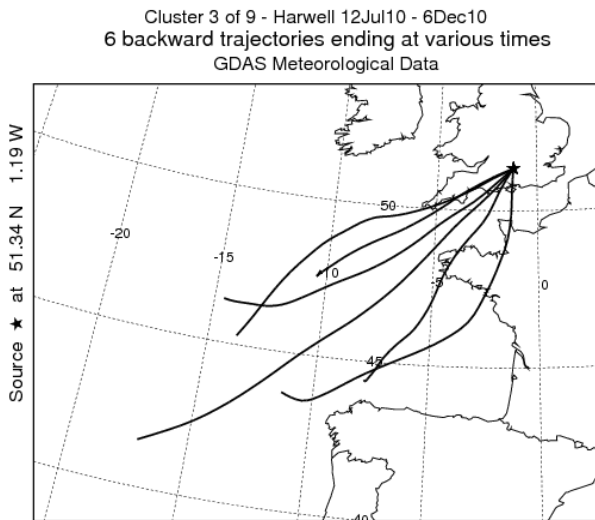 Cluster 3 of 9 - Harwell 12Jul10 - 6Dec10
6 backward trajectories ending at various times
GDAS Meteorological Data
Source ★ at 51.34 N 1.19 W
50
-20
-15
10
-5
0
45
40